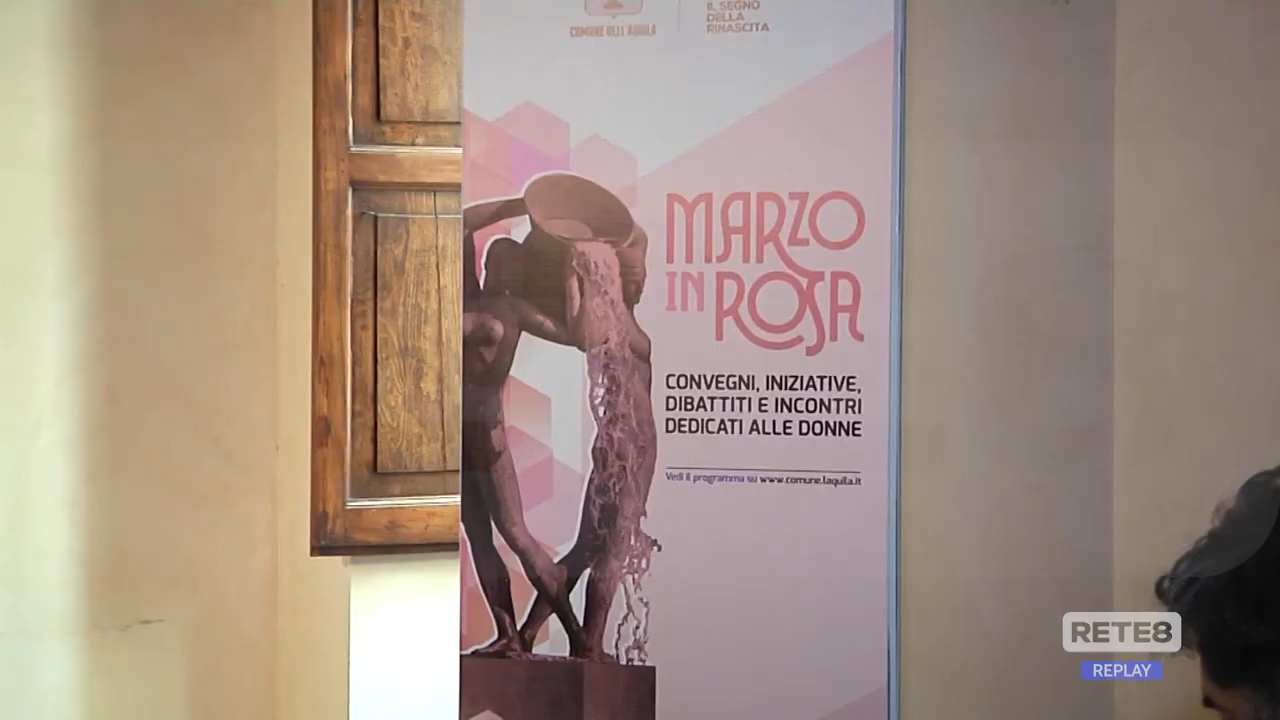 COMUNE DELL'AQUILA
IL SEGNO
DELLA
RINASCITA
MARZO
IN ROSA
CONVEGNI, INIZIATIVE,
DIBATTITI E INCONTRI
DEDICATI ALLE DONNE
Vedi il programma su www.comune.laquila.it
RETE8
REPLAY